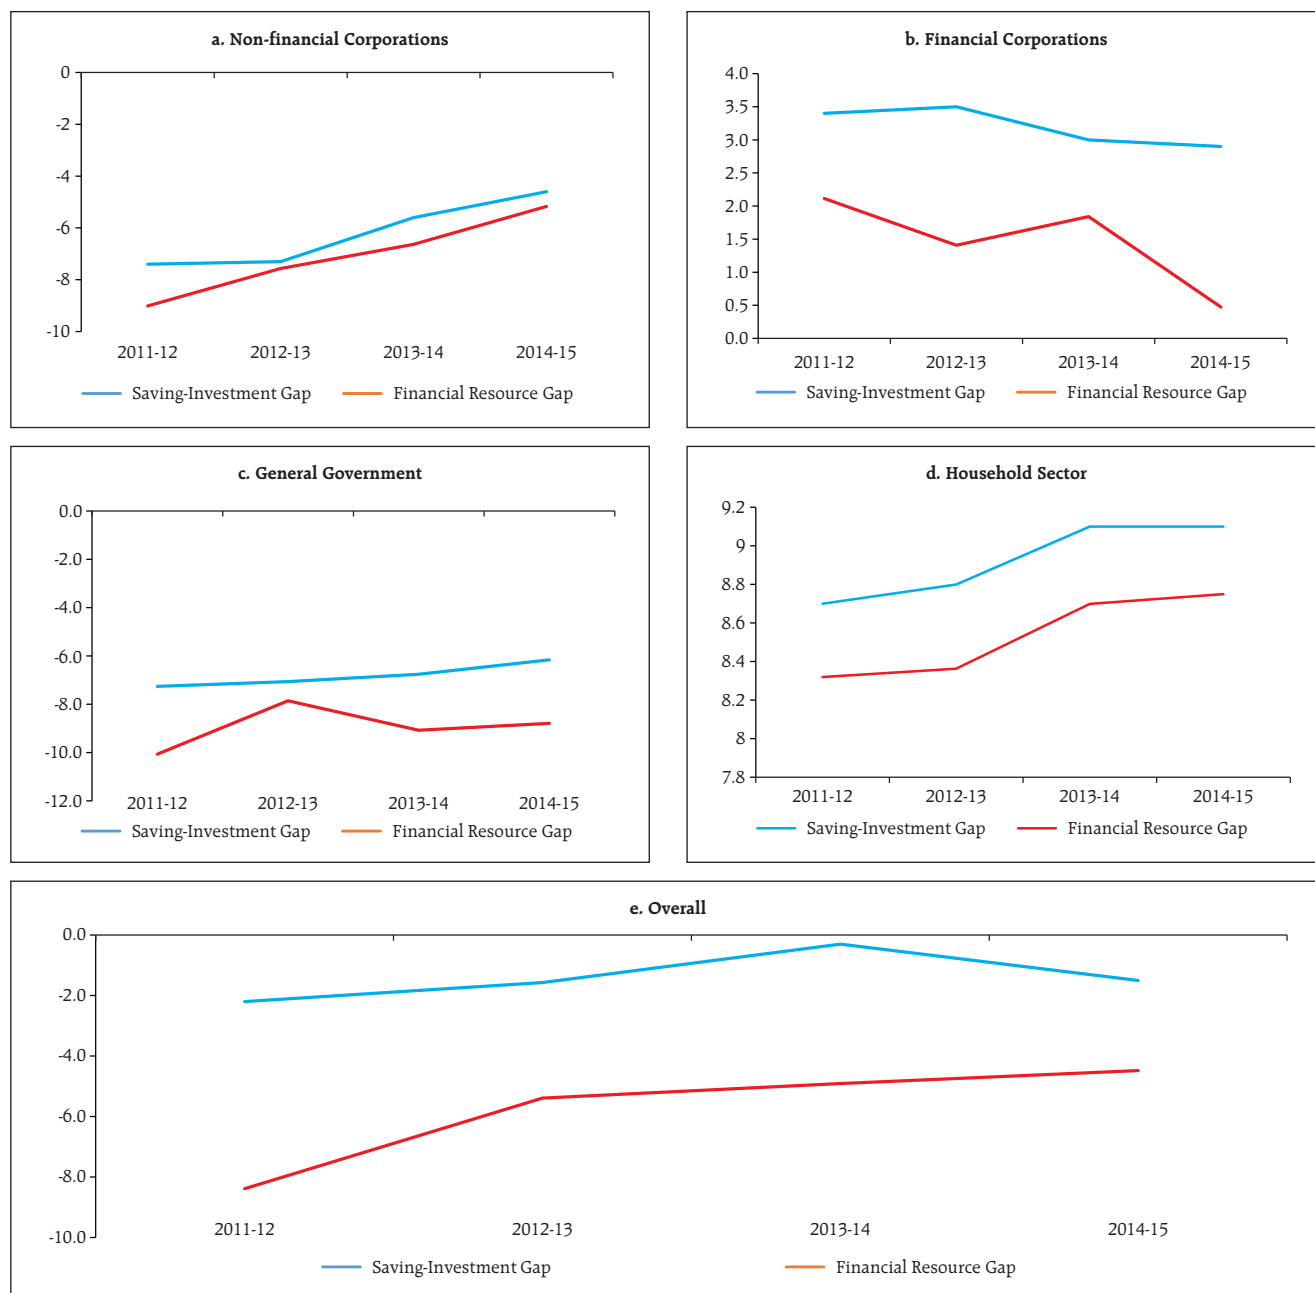 a. Non-financial Corporations
0
-2
-4
-6
-8
-10
2011-12 2012-13 2013-14 2014-15
Saving-Investment Gap Financial Resource Gap
b. Financial Corporations
4.0
3.5
3.0
2.5
2.0
1.5
1.0
0.5
0.0
2011-12 2012-13 2013-14 2014-15
Saving-Investment Gap Financial Resource Gap
c. General Government
0.0
-2.0
-4.0
-6.0
-8.0
-10.0
-12.0
2011-12 2012-13 2013-14 2014-15
Saving-Investment Gap Financial Resource Gap
d. Household Sector
9.2
9
8.8
8.6
8.4
8.2
8
7.8
2011-12 2012-13 2013-14 2014-15
Saving-Investment Gap Financial Resource Gap
e. Overall
0.0
-2.0
-4.0
-6.0
-8.0
-10.0
2011-12 2012-13 2013-14 2014-15
Saving-Investment Gap Financial Resource Gap